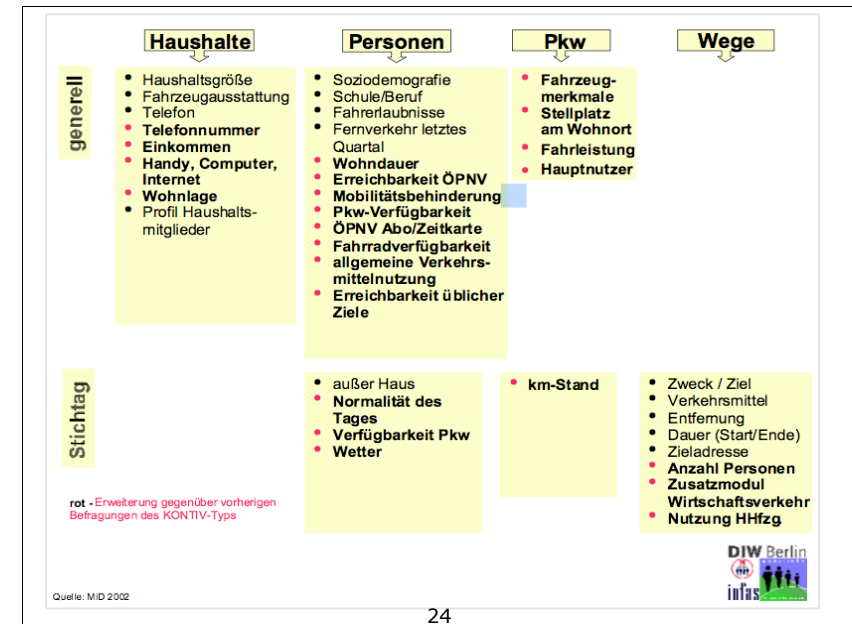 Haushalte
Personen
Pkw
Wege
generell
Haushaltsgröße
Fahrzeugausstattung
Telefon
Telefonnummer
Einkommen
Handy, Computer,
Internet
Wohnlage
Profil Haushalts-
mitglieder
Soziodemografie
Schule/Beruf
Fahrerlaubnisse
Fernverkehr letztes
Quartal
Wohndauer
Erreichbarkeit ÖPNV
Mobilitätsbehinderung
Pkw-Verfügbarkeit
ÖPNV Abo/Zeitkarte
Fahrradverfügbarkeit
allgemeine Verkehrs-
mittelnutzung
Erreichbarkeit üblicher
Ziele
Fahrzeug-
merkmale
Stellplatz
am Wohnort
Fahrleistung
Hauptnutzer
Stichtag
außer Haus
Normalität des
Tages
Verfügbarkeit Pkw
Wetter
km-Stand
Zweck / Ziel
Verkehrsmittel
Entfernung
Dauer (Start/Ende)
Zieladresse
Anzahl Personen
Zusatzmodul
Wirtschaftsverkehr
Nutzung HHfzg.
rot - Erweiterung gegenüber vorherigen
Befragungen des KONTIV-Typs
DIW Berlin
infas
Quelle: MiD 2002
24